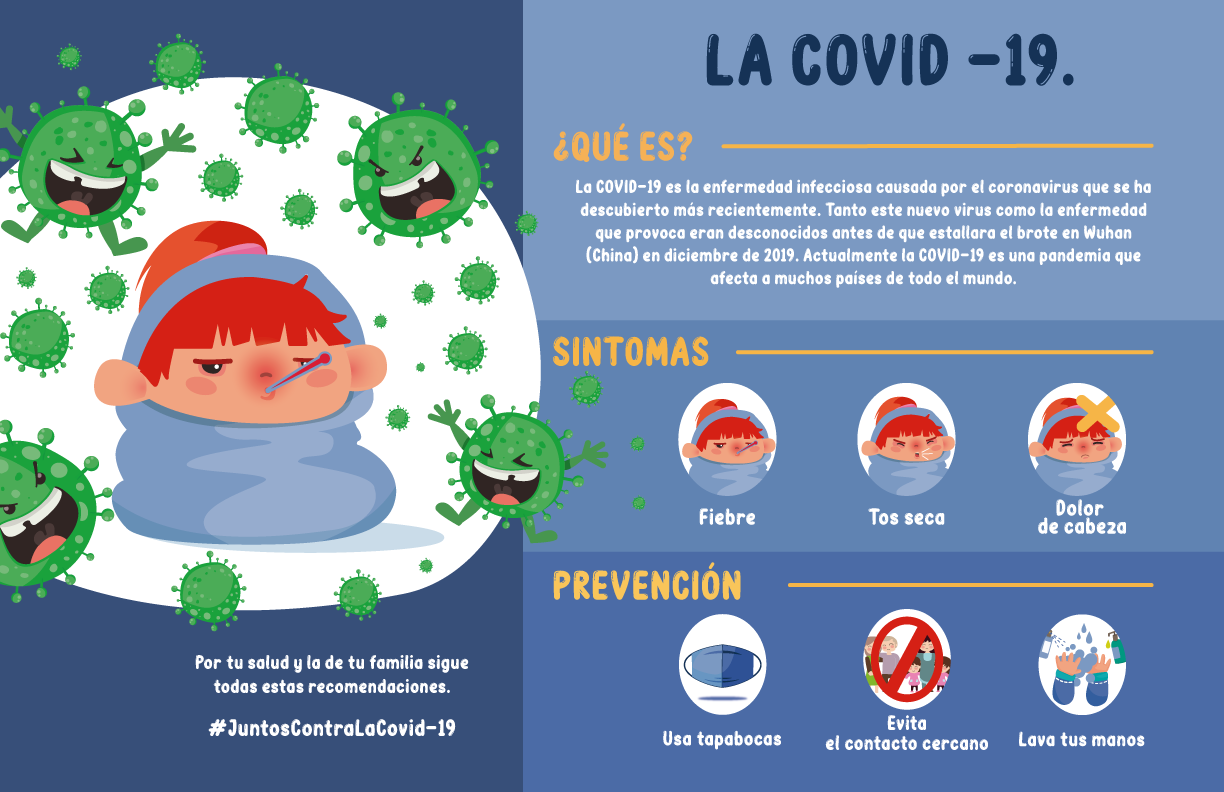 LA COVID -19.
¿QUÉ ES?
La COVID-19 es la enfermedad infecciosa causada por el coronavirus que se ha
descubierto más recientemente. Tanto este nuevo virus como la enfermedad
que provoca eran desconocidos antes de que estallara el brote en Wuhan
(China) en diciembre de 2019. Actualmente la COVID-19 es una pandemia que
afecta a muchos países de todo el mundo.
SINTOMAS
Fiebre
Tos seca
Dolor
de cabeza
PREVENCIÓN
Usa tapabocas
Evita
el contacto cercano
Lava tus manos
Por tu salud y la de tu familia sigue
todas estas recomendaciones.
#JuntosContraLaCovid-19